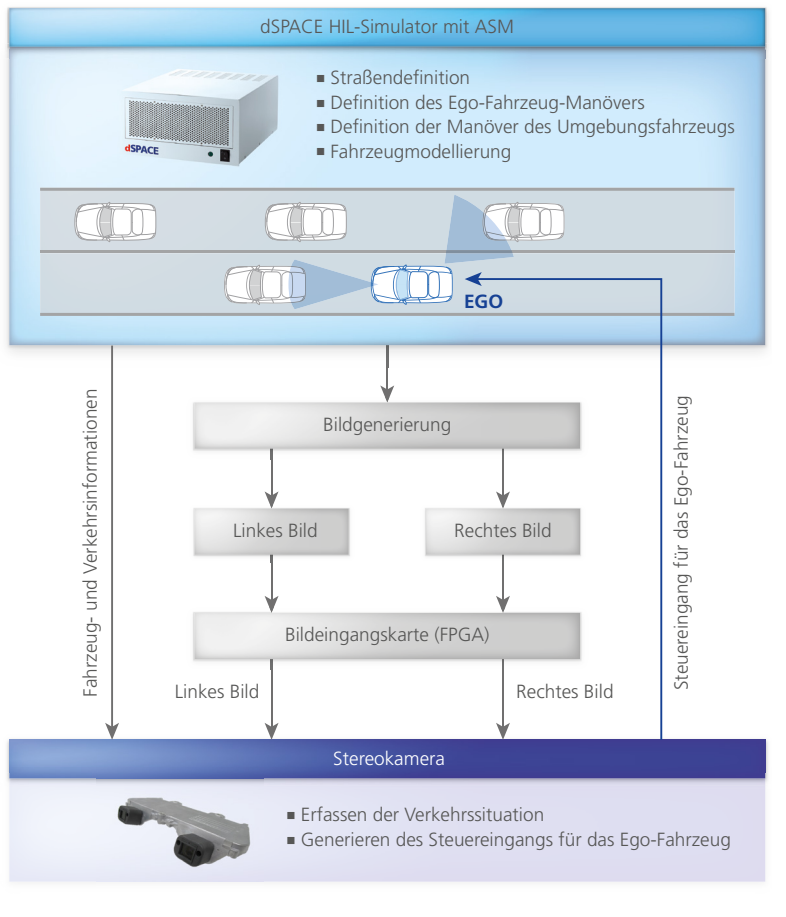 dSPACE HIL-Simulator mit ASM
▪ Straßendefinition
▪ Definition des Ego-Fahrzeug-Manövers
▪ Definition der Manöver des Umgebungsfahrzeugs
▪ Fahrzeugmodellierung
dSPACE
EGO
Fahrzeug- und Verkehrsinformationen
Bildgenerierung
Linkes Bild
Rechtes Bild
Bildeingangskarte (FPGA)
Linkes Bild
Rechtes Bild
Steuereingang für das Ego-Fahrzeug
Stereokamera
▪ Erfassen der Verkehrssituation
▪ Generieren des Steuereingangs für das Ego-Fahrzeug